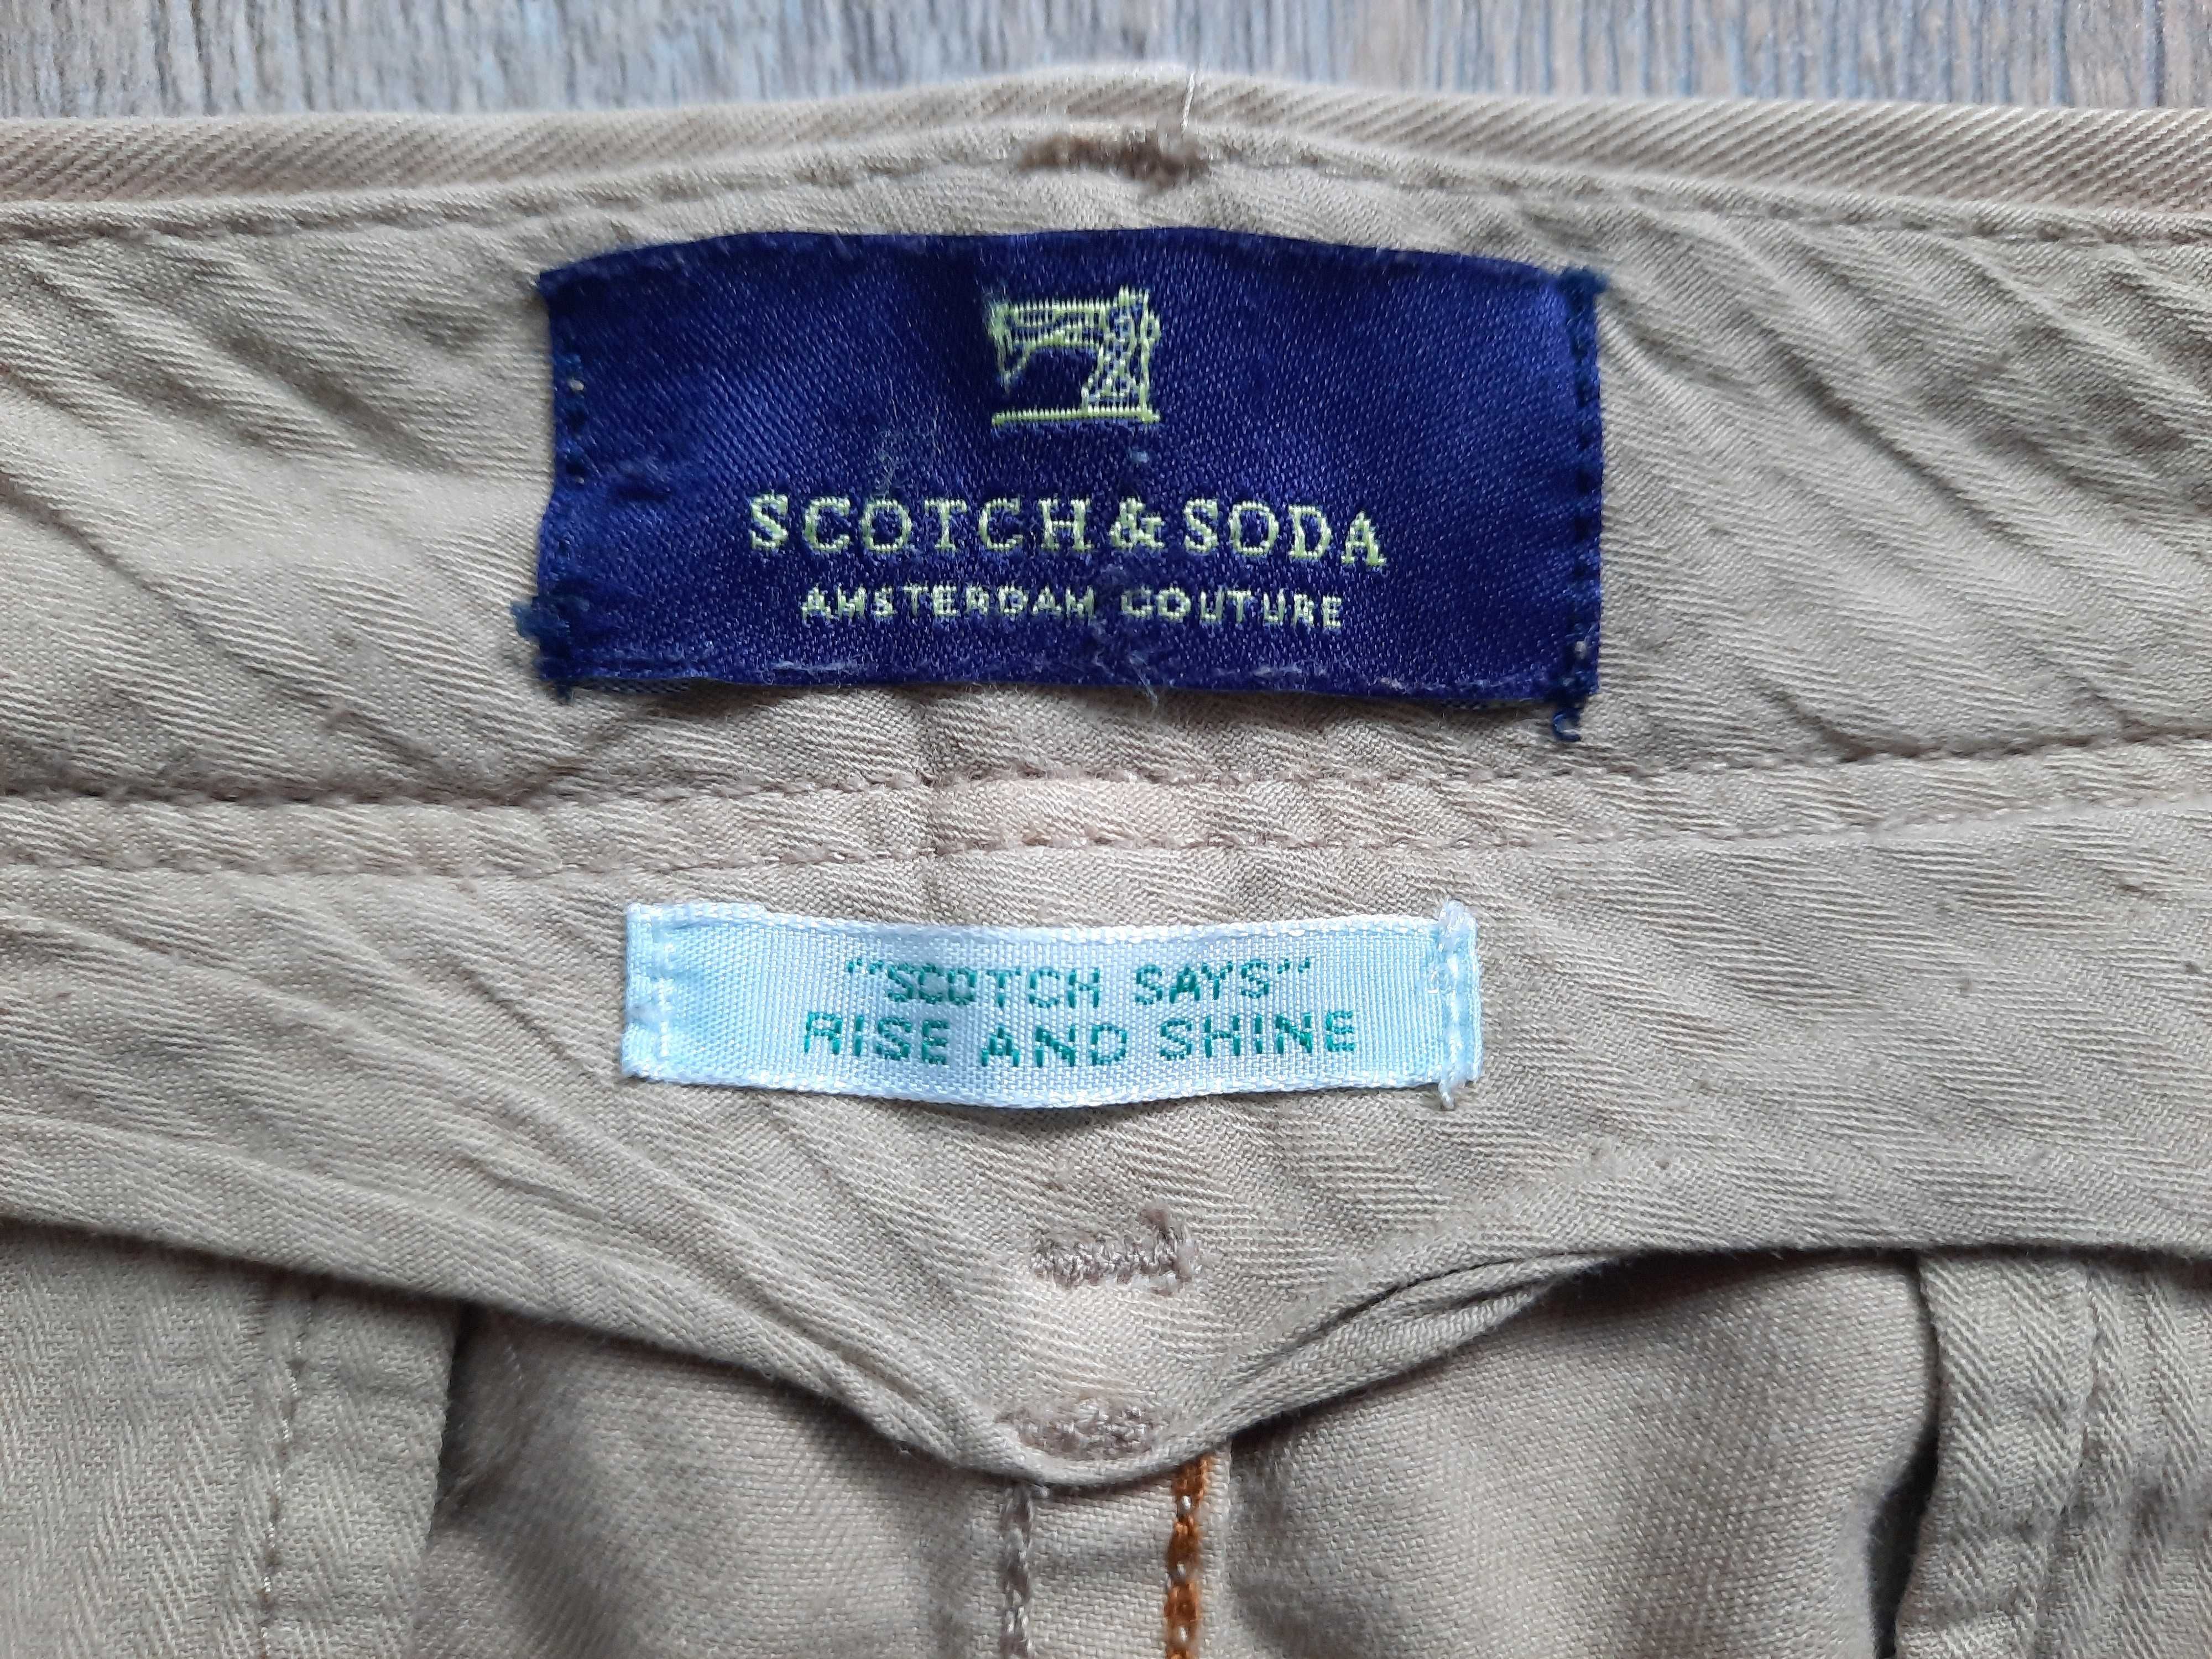 SCOTCH & SODA
AMSTERDAM COUTURE
"SCOTCH SAYS"
RISE AND SHINE